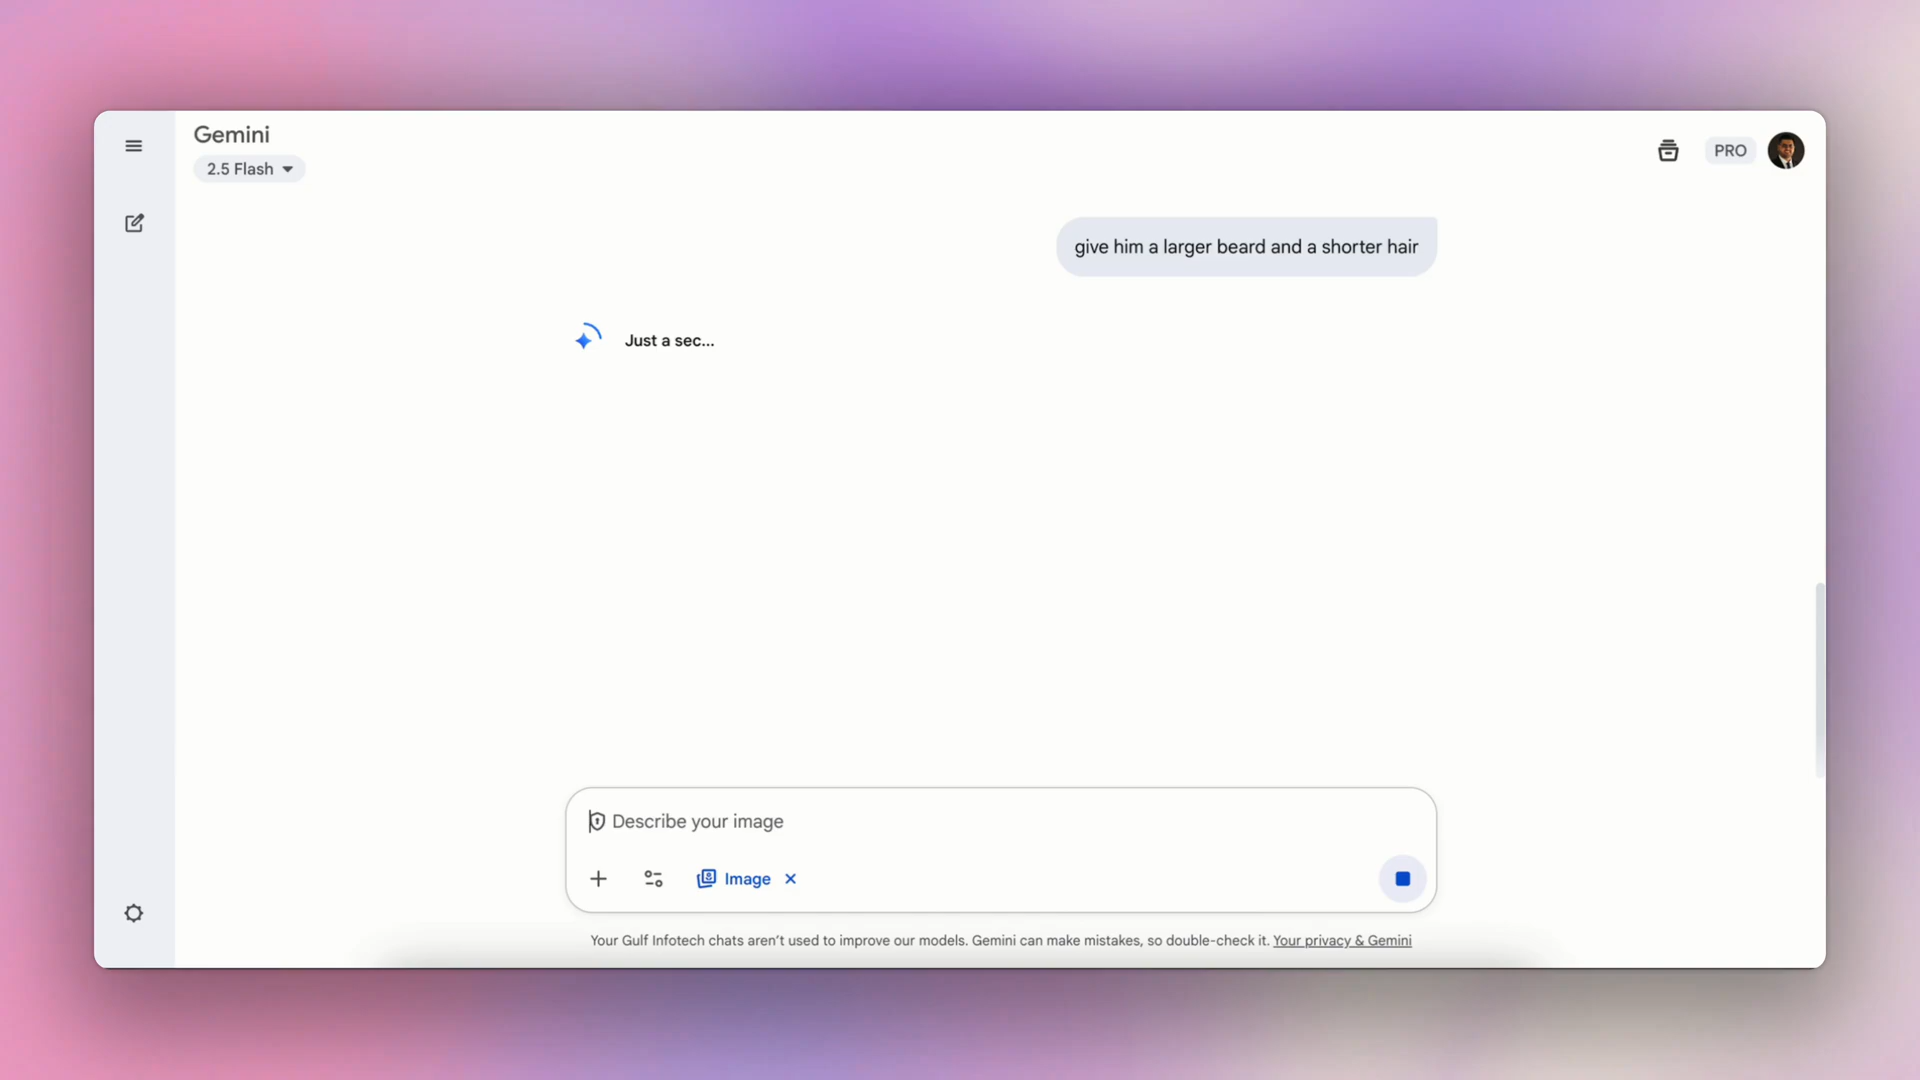 Gemini
2.5 Flash
PRO
give him a larger beard and a shorter hair
Just a sec...
Describe your image
Image
Your Gulf Infotech chats aren't used to improve our models. Gemini can make mistakes, so double-check it. Your privacy & Gemini